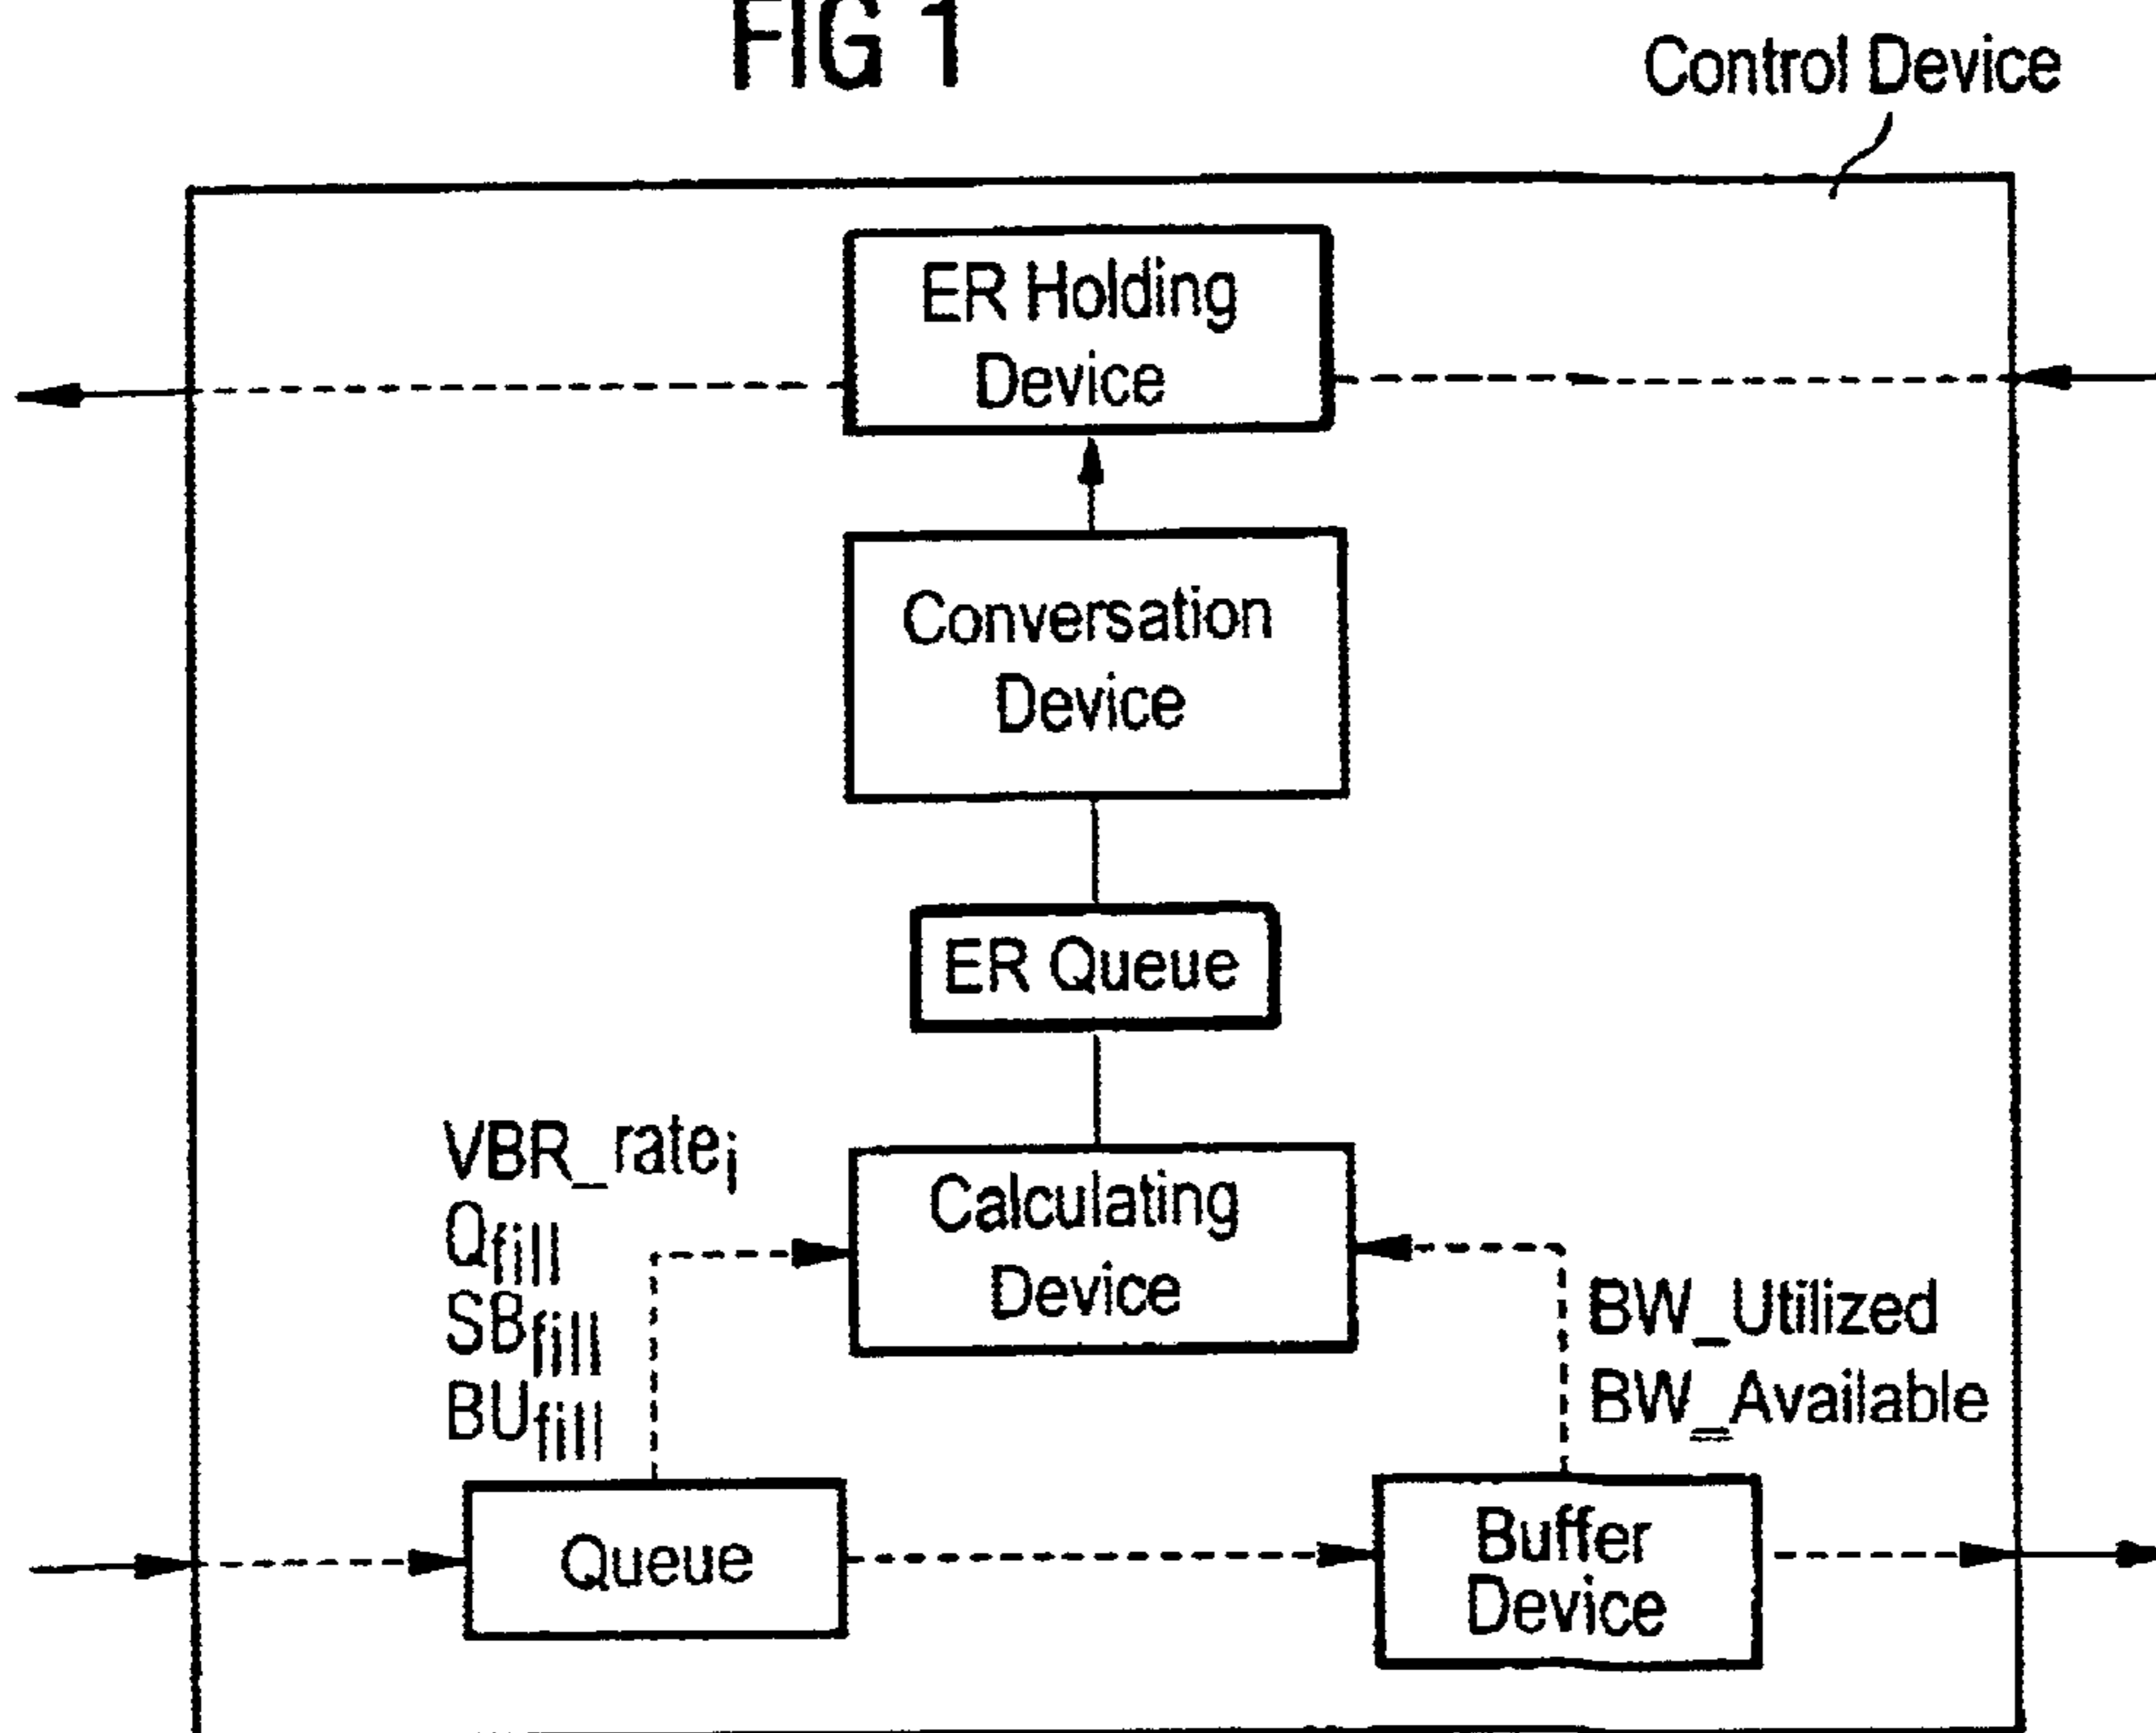 FIG 1
Control Device
ER Holding
Device
Conversation
Device
ER Queue
VBR_rateᵢ
Qfill
SBfill
BUfill
Calculating
Device
BW_Utilized
BW_Available
Queue
Buffer
Device